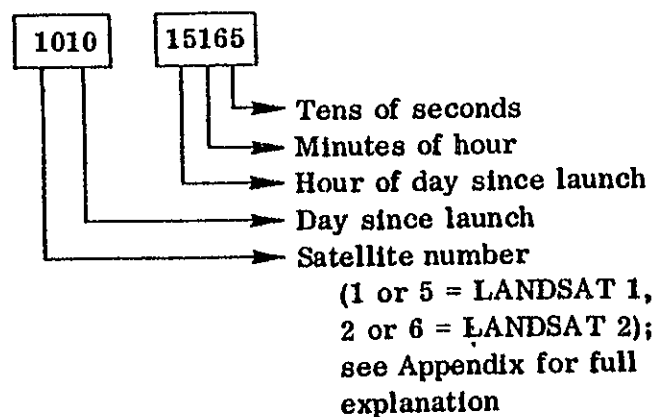 1010 15165
Tens of seconds
Minutes of hour
Hour of day since launch
Day since launch
Satellite number
(1 or 5 = LANDSAT 1,
2 or 6 = LANDSAT 2);
see Appendix for full
explanation